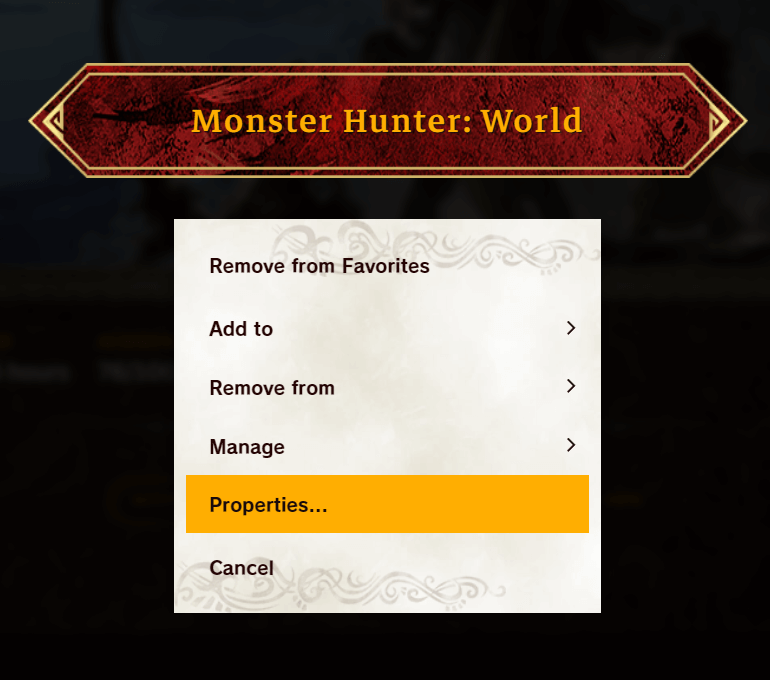 Monster Hunter: World
Remove from Favorites
Add to
Remove from
Manage
Properties...
Cancel